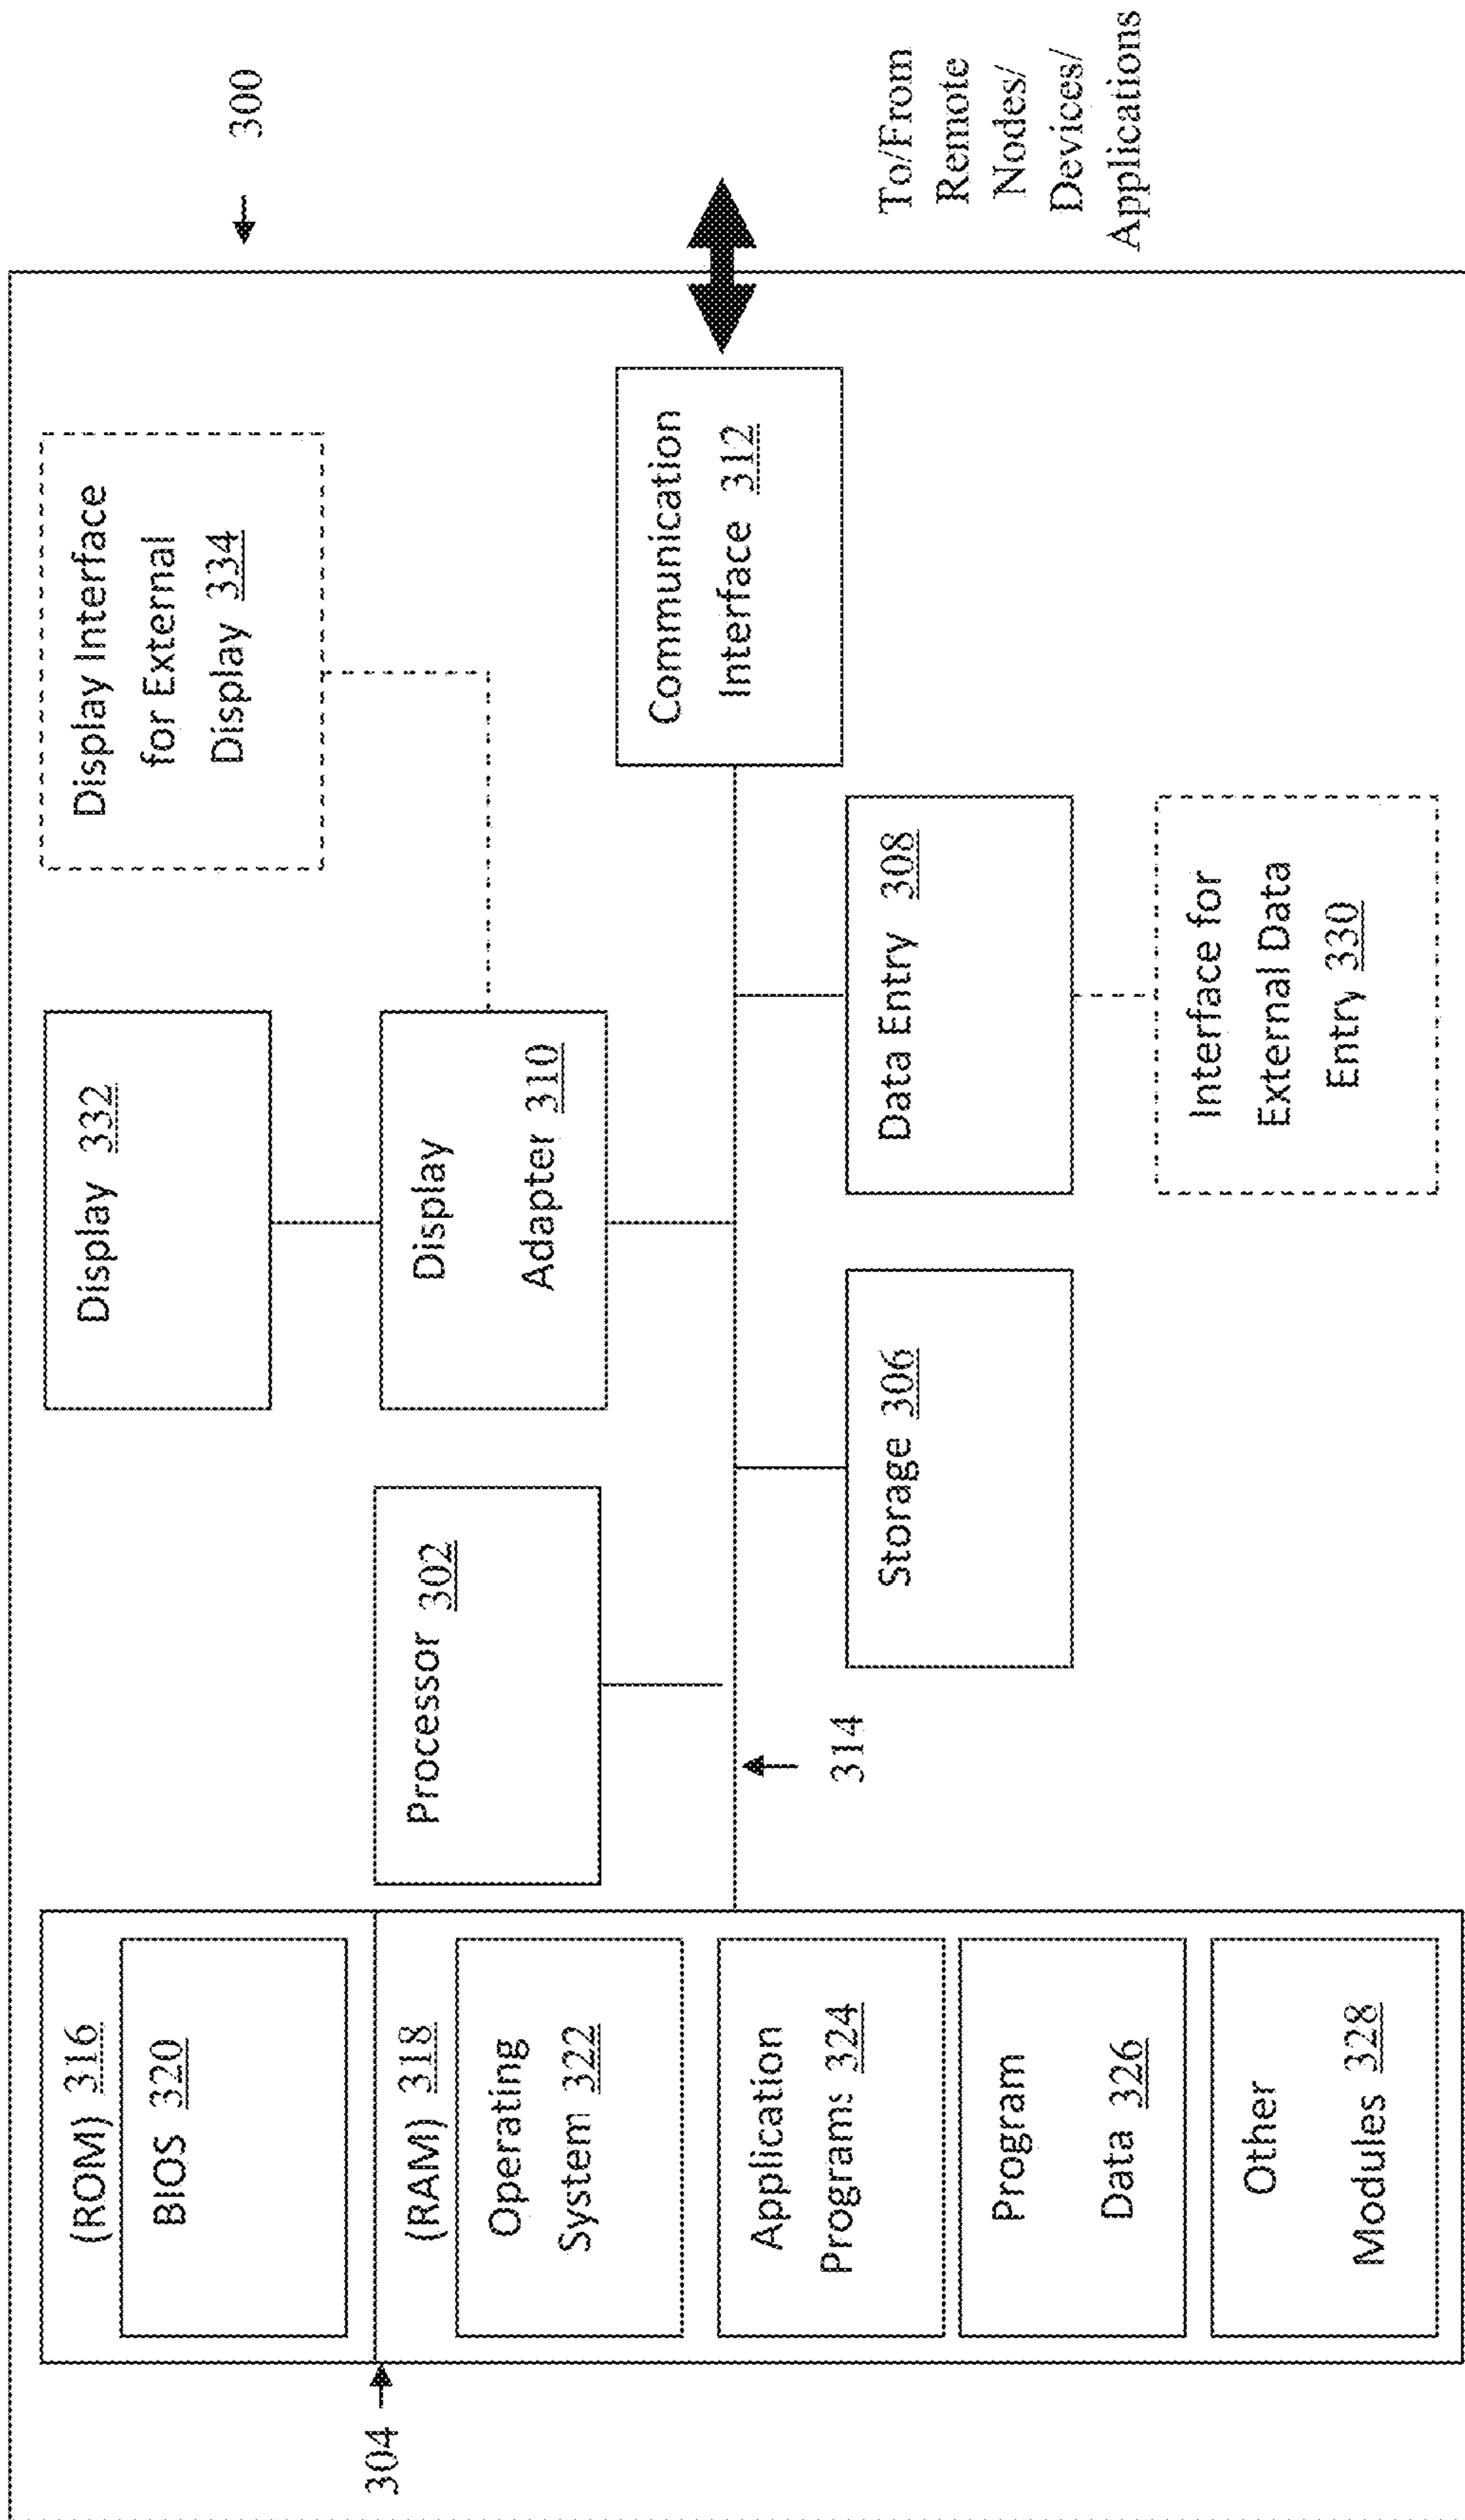 300
(ROM) 316
BIOS 320
304
(RAM) 318
Operating
System 322
Application
Programs 324
Program
Data 326
Other
Modules 328
Processor 302
314
Display 332
Display
Adapter 310
Storage 306
Display Interface
for External
Display 334
Data Entry 308
Interface for
External Data
Entry 330
Communication
Interface 312
To/From
Remote
Nodes/
Devices/
Applications